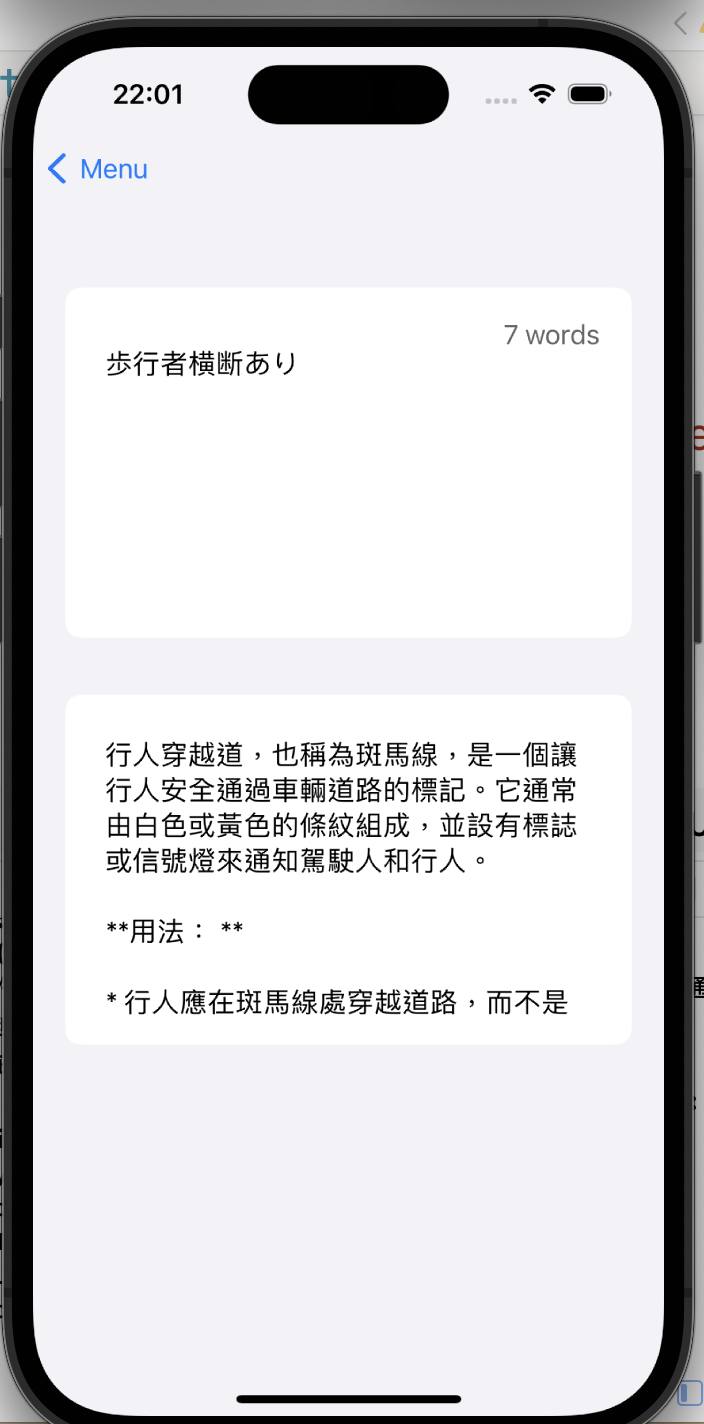 22:01
Menu
7 words
歩行者横断あり
行人穿越道，也稱為斑馬線，是一個讓
行人安全通過車輛道路的標記。它通常
由白色或黃色的條紋組成，並設有標誌
或信號燈來通知駕駛人和行人。
**用法： **
* 行人應在斑馬線處穿越道路，而不是